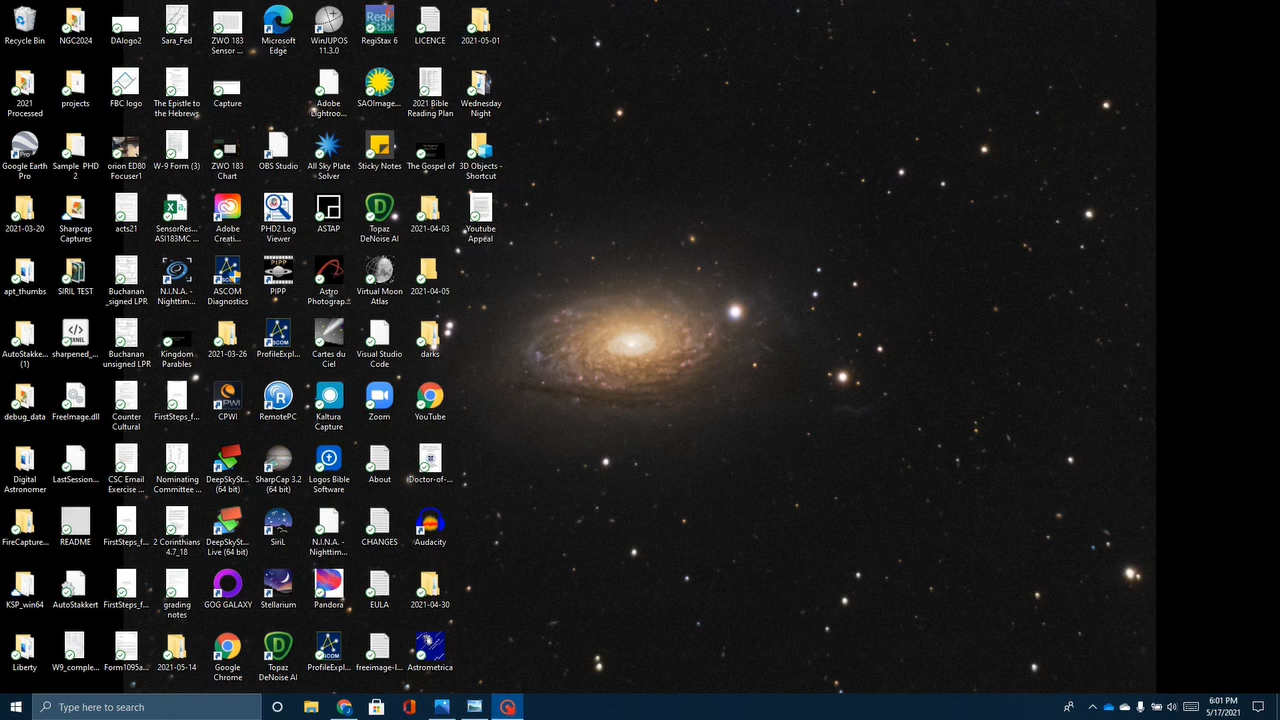 Recycle Bin
NGC2024
DAlogo2
Sara_Fed
ZWO 183
Sensor ...
Microsoft
Edge
WinJUPOS
11.3.0
RegiStax 6
LICENCE
2021-05-01
2021
Processed
projects
FBC logo
The Epistle to
the Hebrews
Capture
Adobe
Lightroo...
SAOImage...
2021 Bible
Reading Plan
Wednesday
Night
Google Earth
Pro
Sample PHD
2
orion ED80
Focuser1
W-9 Form (3)
ZWO 183
Chart
OBS Studio
All Sky Plate
Solver
Sticky Notes
The Gospel of
3D Objects -
Shortcut
2021-03-20
Sharpcap
Captures
acts21
SensorRes...
ASI183MC ...
Adobe
Creati...
PHD2 Log
Viewer
ASTAP
Topaz
DeNoise AI
2021-04-03
Youtube
Appeal
apt_thumbs
SIRIL TEST
Buchanan
_signed LPR
N.I.N.A. -
Nighttim...
ASCOM
Diagnostics
PIPP
Astro
Photograp...
Virtual Moon
Atlas
2021-04-05
AutoStakke...
(1)
sharpened_...
Buchanan
unsigned LPR
Kingdom
Parables
2021-03-26
ProfileExpl...
Cartes du
Ciel
Visual Studio
Code
darks
debug_data
FreeImage.dll
Counter
Cultural
FirstSteps_f...
CPWI
RemotePC
Kaltura
Capture
Zoom
YouTube
Digital
Astronomer
LastSession...
CSC Email
Exercise ...
Nominating
Committee ...
DeepSkySt...
(64 bit)
SharpCap 3.2
(64 bit)
Logos Bible
Software
About
Doctor-of-...
FireCapture...
README
FirstSteps_f...
2 Corinthians
4.7_18
DeepSkySt...
Live (64 bit)
SiriL
N.I.N.A. -
Nighttim...
CHANGES
Audacity
KSP_win64
AutoStakkert
FirstSteps_f...
grading
notes
GOG GALAXY
Stellarium
Pandora
EULA
2021-04-30
Liberty
W9_comple...
Form1095a...
2021-05-14
Google
Chrome
Topaz
DeNoise AI
ProfileExpl...
freeimage-l...
Astrometrica
Type here to search
6:01 PM
5/17/2021